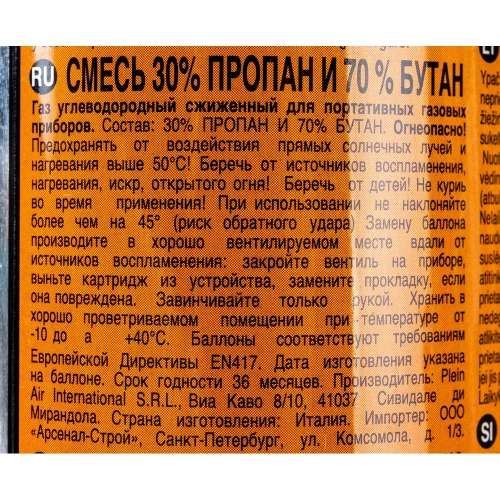 RU СМЕСЬ 30% ПРОПАН И 70 % БУТАН
Газ углеводородный сжиженный для портативных газовых
приборов. Состав: 30% ПРОПАН И 70% БУТАН. Огнеопасно!
Предохранять от воздействия прямых солнечных лучей и
нагревания выше 50°С! Беречь от источников воспламенения,
нагревания, искр, открытого огня! Беречь от детей! Не курить
во время применения! При использовании не наклоняйте
более чем на 45° (риск обратного удара) Замену баллона
производите в хорошо вентилируемом месте вдали от
источников воспламенения: закройте вентиль на приборе,
выньте картридж из устройства, замените прокладку, если
она повреждена. Завинчивайте только рукой. Хранить в
хорошо проветриваемом помещении при температуре от
-10 до а +40°С. Баллоны соответствуют требованиям
Европейской Директивы EN417. Дата изготовления указана
на баллоне. Срок годности 36 месяцев. Производитель: Plein
Air International S.R.L., Виа Каво 8/10, 41037 Сивидале ди
Мирандола. Страна изготовления: Италия. Импортер: ООО
«Арсенал-Строй», Санкт-Петербург, ул. Комсомола, д. 1/3.
SI